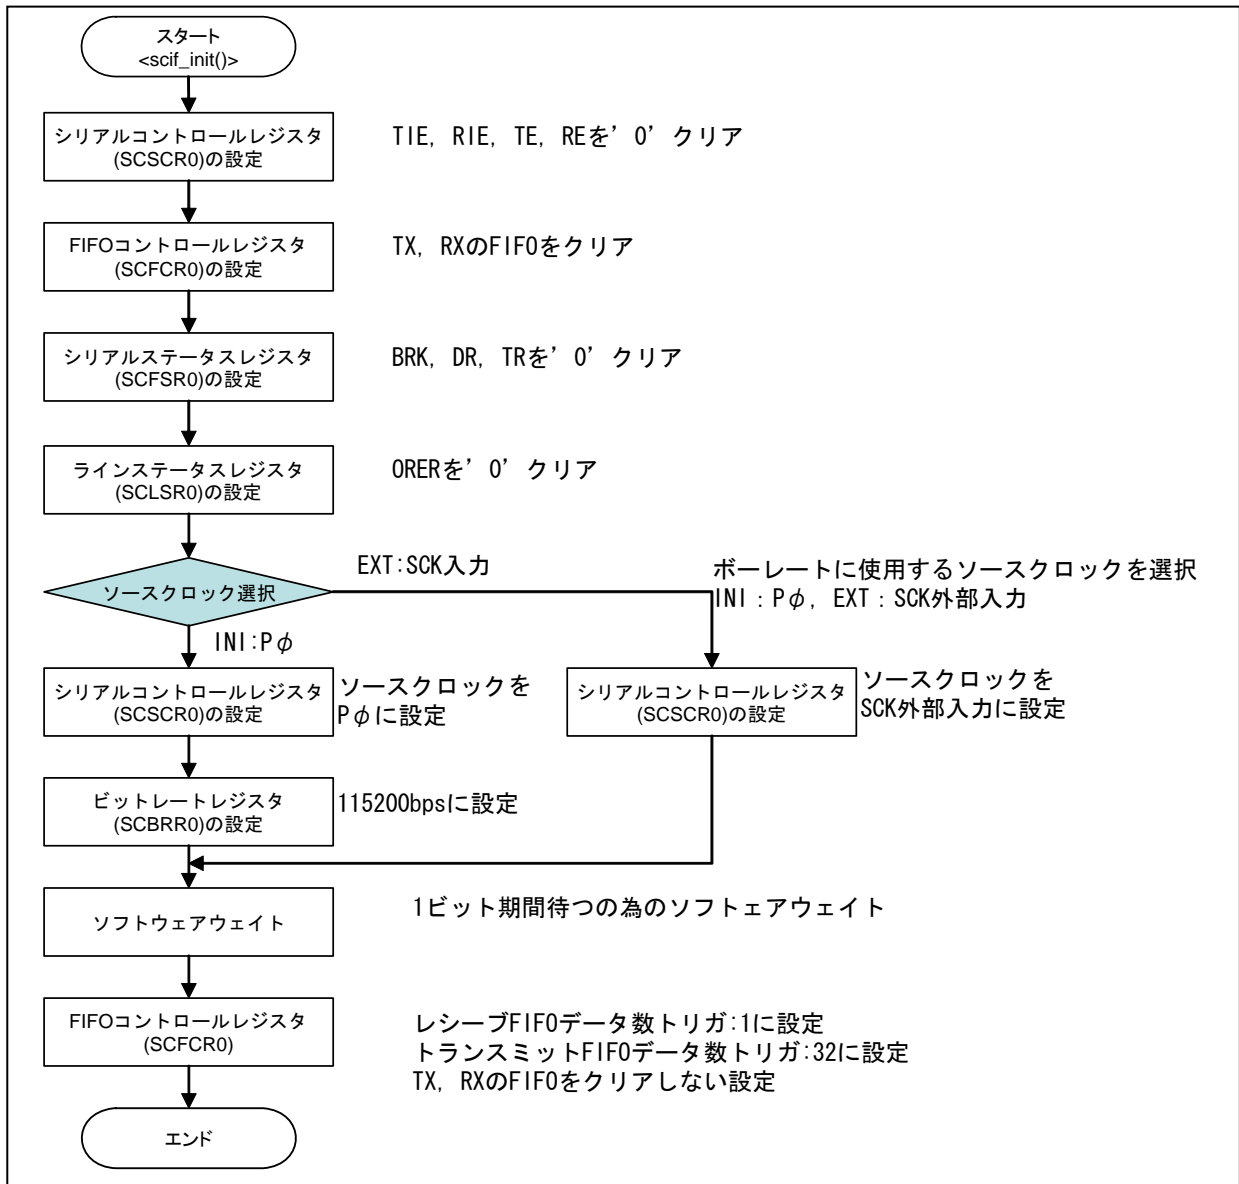 スタート
<scif_init()>
シリアルコントロールレジスタ
(SCSCR0)の設定
TIE, RIE, TE, REを’0’クリア
FIFOコントロールレジスタ
(SCFCR0)の設定
TX, RXのFIFOをクリア
シリアルステータスレジスタ
(SCFSR0)の設定
BRK, DR, TRを’0’クリア
ラインステータスレジスタ
(SCLSR0)の設定
ORERを’0’クリア
ソースクロック選択
EXT:SCK入力
ボーレートに使用するソースクロックを選択
INI：Pφ, EXT：SCK外部入力
INI:Pφ
シリアルコントロールレジスタ
(SCSCR0)の設定
ソースクロックを
Pφに設定
シリアルコントロールレジスタ
(SCSCR0)の設定
ソースクロックを
SCK外部入力に設定
ビットレートレジスタ
(SCBRR0)の設定
115200bpsに設定
ソフトウェアウェイト
1ビット期間待つの為のソフトェアウェイト
FIFOコントロールレジスタ
(SCFCR0)
レシーブFIFOデータ数トリガ:1に設定
トランスミットFIFOデータ数トリガ:32に設定
TX, RXのFIFOをクリアしない設定
エンド